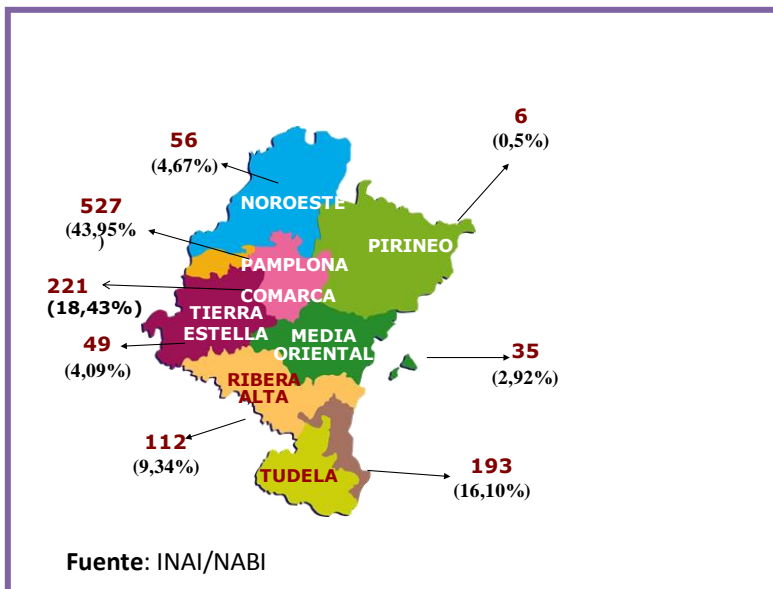 6
(0,5%)
56
(4,67%)
NOROESTE
527
(43,95%
)
PIRINEO
PAMPLONA
221
(18,43%)
COMARCA
TIERRA
ESTELLA
49
(4,09%)
MEDIA
ORIENTAL
35
(2,92%)
RIBERA
ALTA
112
(9,34%)
TUDELA
193
(16,10%)
Fuente: INAI/NABI